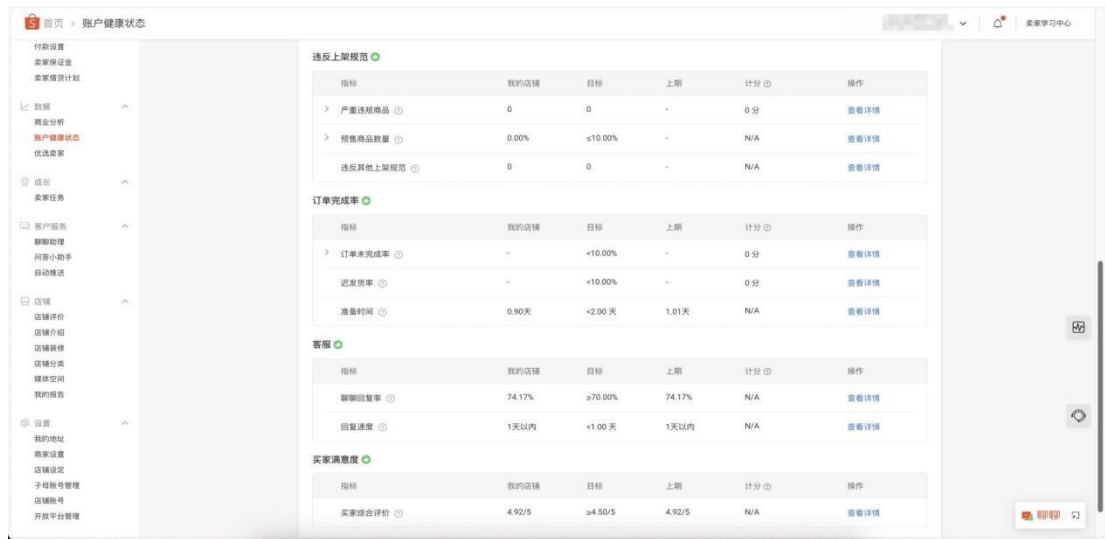 首页 > 账户健康状态
卖家学习中心
付款设置
卖家保证金
卖家借贷计划
数据
商业分析
账户健康状态
优选卖家
成长
卖家任务
客户服务
聊聊助理
问答小助手
自动推送
店铺
店铺评价
店铺介绍
店铺装修
店铺分类
媒体空间
我的报告
设置
我的地址
商家设置
店铺设定
子母账号管理
店铺账号
开放平台管理
违反上架规范
指标 我的店铺 目标 上期 计分 操作
严重违规商品 0 0 - 0 分 查看详情
预售商品数量 0.00% ≤10.00% - N/A 查看详情
违反其他上架规范 0 0 - N/A 查看详情
订单完成率
指标 我的店铺 目标 上期 计分 操作
订单未完成率 - <10.00% - 0 分 查看详情
迟发货率 - <10.00% - 0 分 查看详情
准备时间 0.90天 <2.00 天 1.01天 N/A 查看详情
客服
指标 我的店铺 目标 上期 计分 操作
聊聊回复率 74.17% ≥70.00% 74.17% N/A 查看详情
回复速度 1天以内 <1.00 天 1天以内 N/A 查看详情
买家满意度
指标 我的店铺 目标 上期 计分 操作
买家综合评价 4.92/5 ≥4.50/5 4.92/5 N/A 查看详情
聊聊